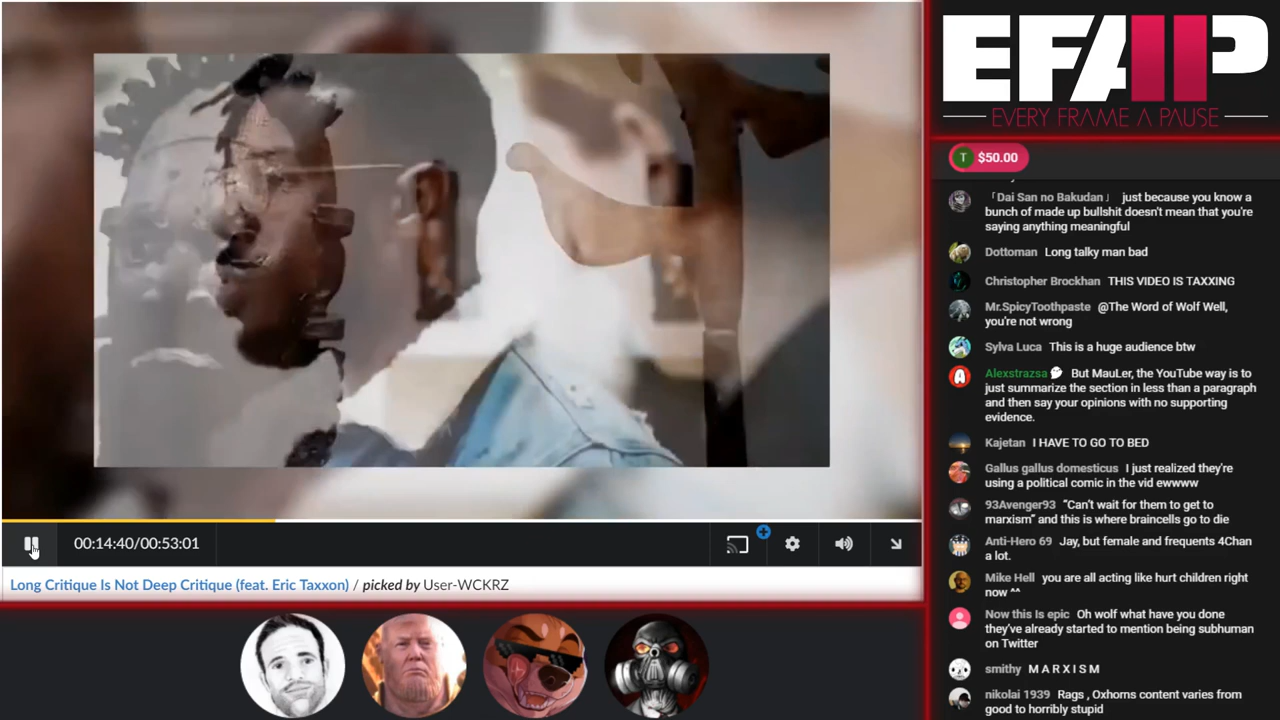 EFAP
EVERY FRAME A PAUSE
T $50.00
「Dai San no Bakudan」 just because you know a
bunch of made up bullshit doesn't mean that you're
saying anything meaningful
Dottoman Long talky man bad
Christopher Brockhan THIS VIDEO IS TAXXING
Mr.SpicyToothpaste @The Word of Wolf Well,
you're not wrong
Sylva Luca This is a huge audience btw
Alexstrazsa But MauLer, the YouTube way is to
just summarize the section in less than a paragraph
and then say your opinions with no supporting
evidence.
Kajetan I HAVE TO GO TO BED
Gallus gallus domesticus I just realized they're
using a political comic in the vid ewwww
93Avenger93 “Can't wait for them to get to
marxism” and this is where braincells go to die
Anti-Hero 69 Jay, but female and frequents 4Chan
a lot.
Mike Hell you are all acting like hurt children right
now ^^
Now this Is epic Oh wolf what have you done
they've already started to mention being subhuman
on Twitter
smithy M A R X I S M
nikolai 1939 Rags , Oxhorns content varies from
good to horribly stupid
00:14:40/00:53:01
Long Critique Is Not Deep Critique (feat. Eric Taxxon) / picked by User-WCKRZ